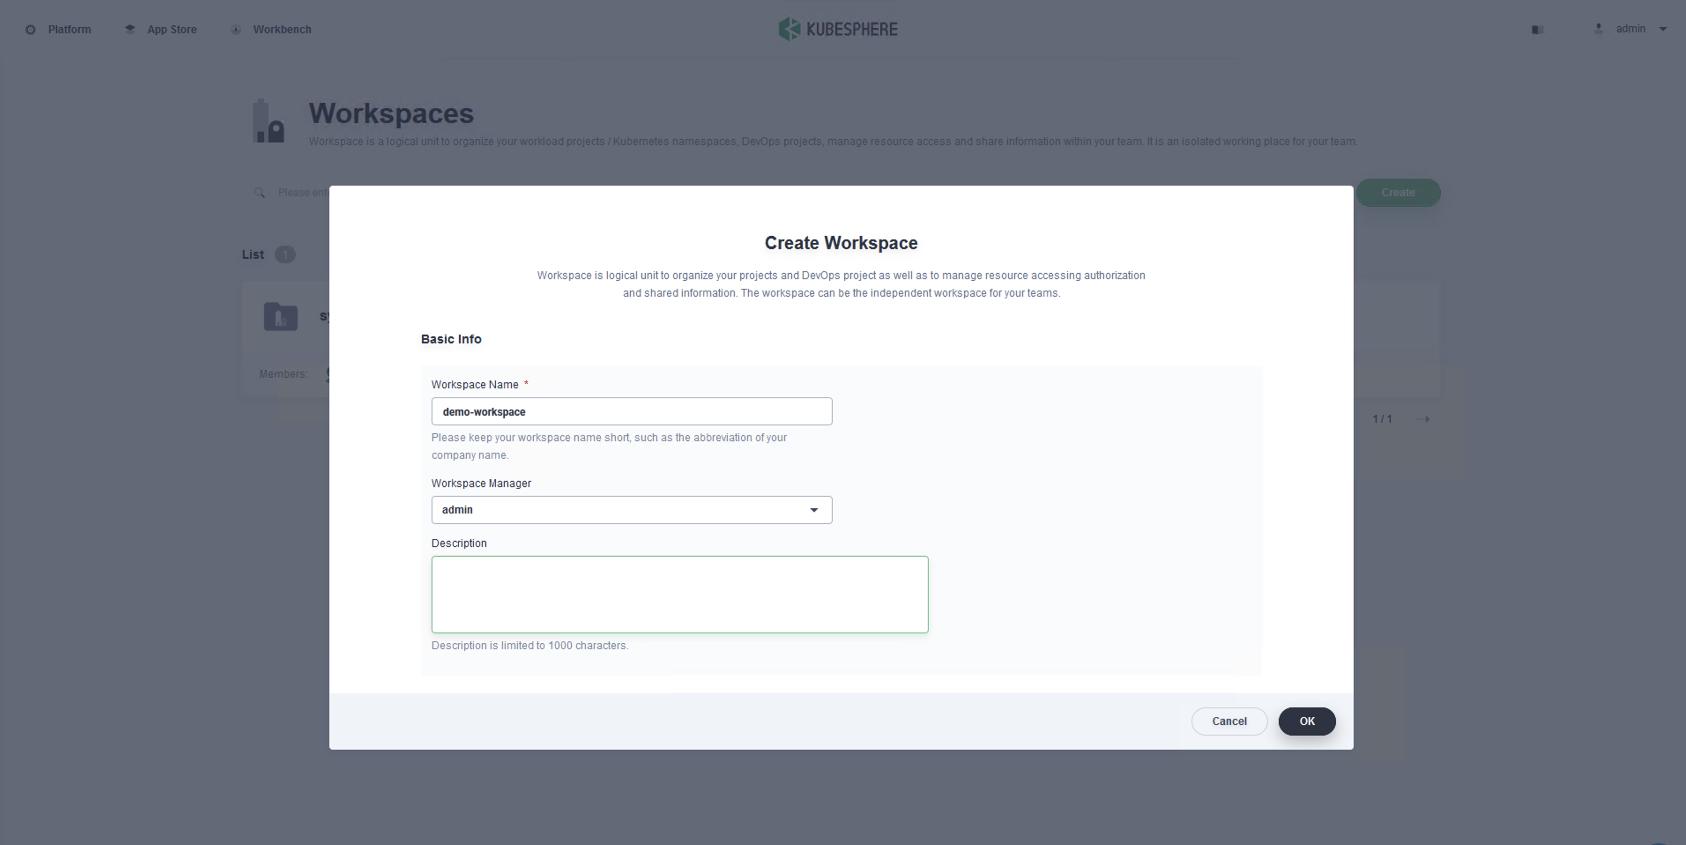 Platform
App Store
Workbench
KUBESPHERE
admin
Workspaces
Workspace is a logical unit to organize your workload projects / Kubernetes namespaces, DevOps projects, manage resource access and share information within your team. It is an isolated working place for your team.
Please
Create
List 1
Members:
1 / 1
Create Workspace
Workspace is logical unit to organize your projects and DevOps project as well as to manage resource accessing authorization
and shared information. The workspace can be the independent workspace for your teams.
Basic Info
Workspace Name *
demo-workspace
Please keep your workspace name short, such as the abbreviation of your
company name.
Workspace Manager
admin
Description
Description is limited to 1000 characters.
Cancel
OK